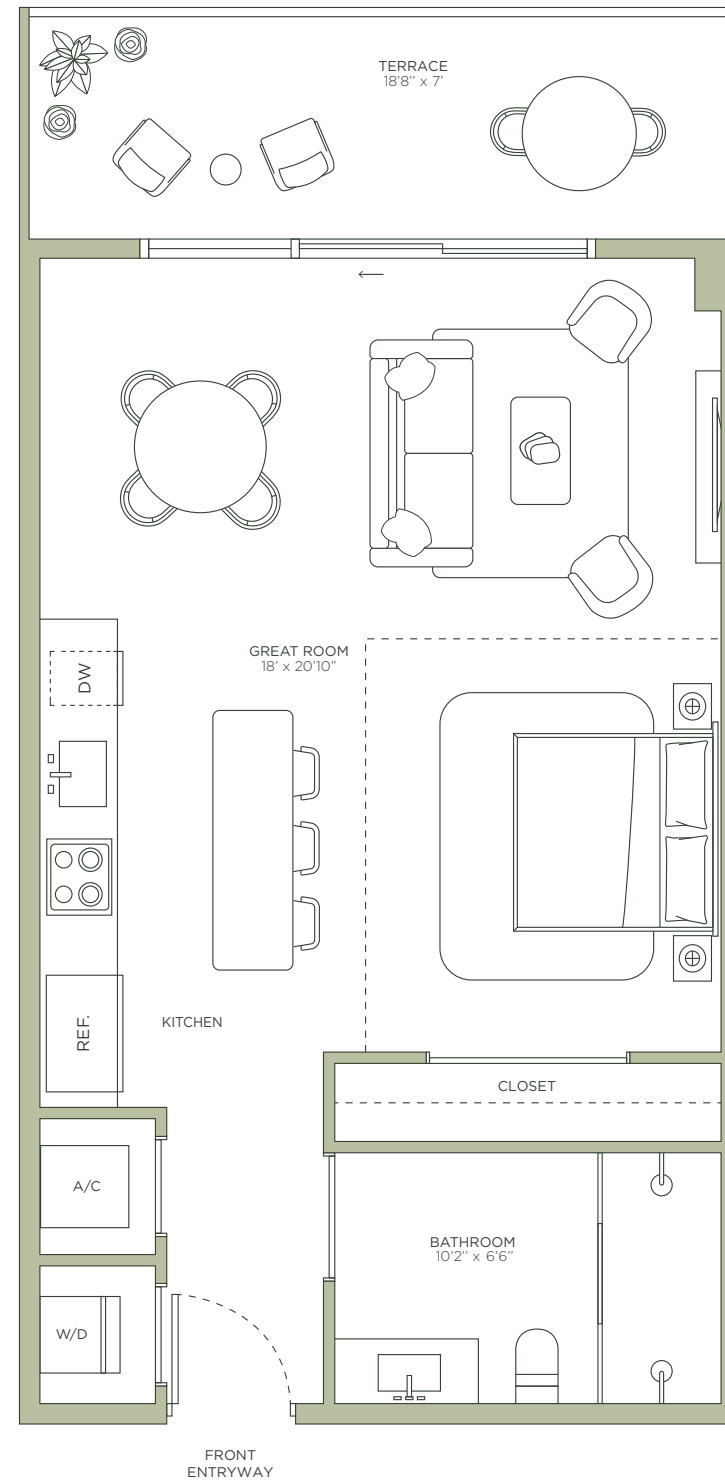 TERRACE
18'8'' x 7'
GREAT ROOM
18' x 20'10"
DW
REF.
KITCHEN
CLOSET
A/C
BATHROOM
10'2'' x 6'6"
W/D
FRONT
ENTRYWAY